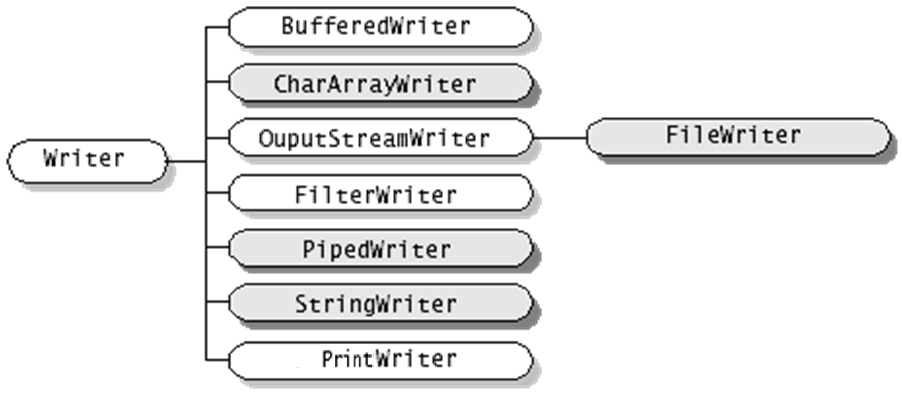 BufferedWriter
CharArrayWriter
Writer
OuputStreamWriter
FileWriter
FilterWriter
PipedWriter
StringWriter
PrintWriter